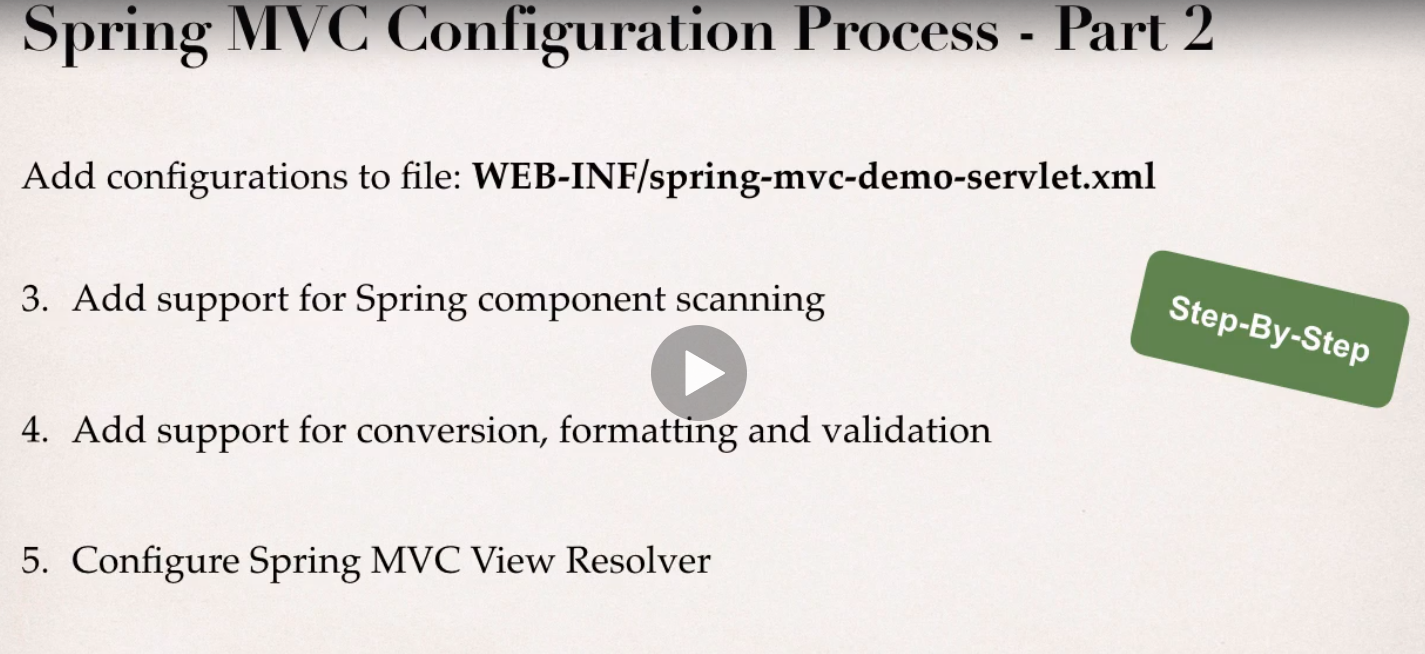 Spring MVC Configuration Process - Part 2
Add configurations to file: WEB-INF/spring-mvc-demo-servlet.xml
3. Add support for Spring component scanning
Step-By-Step
4. Add support for conversion, formatting and validation
5. Configure Spring MVC View Resolver